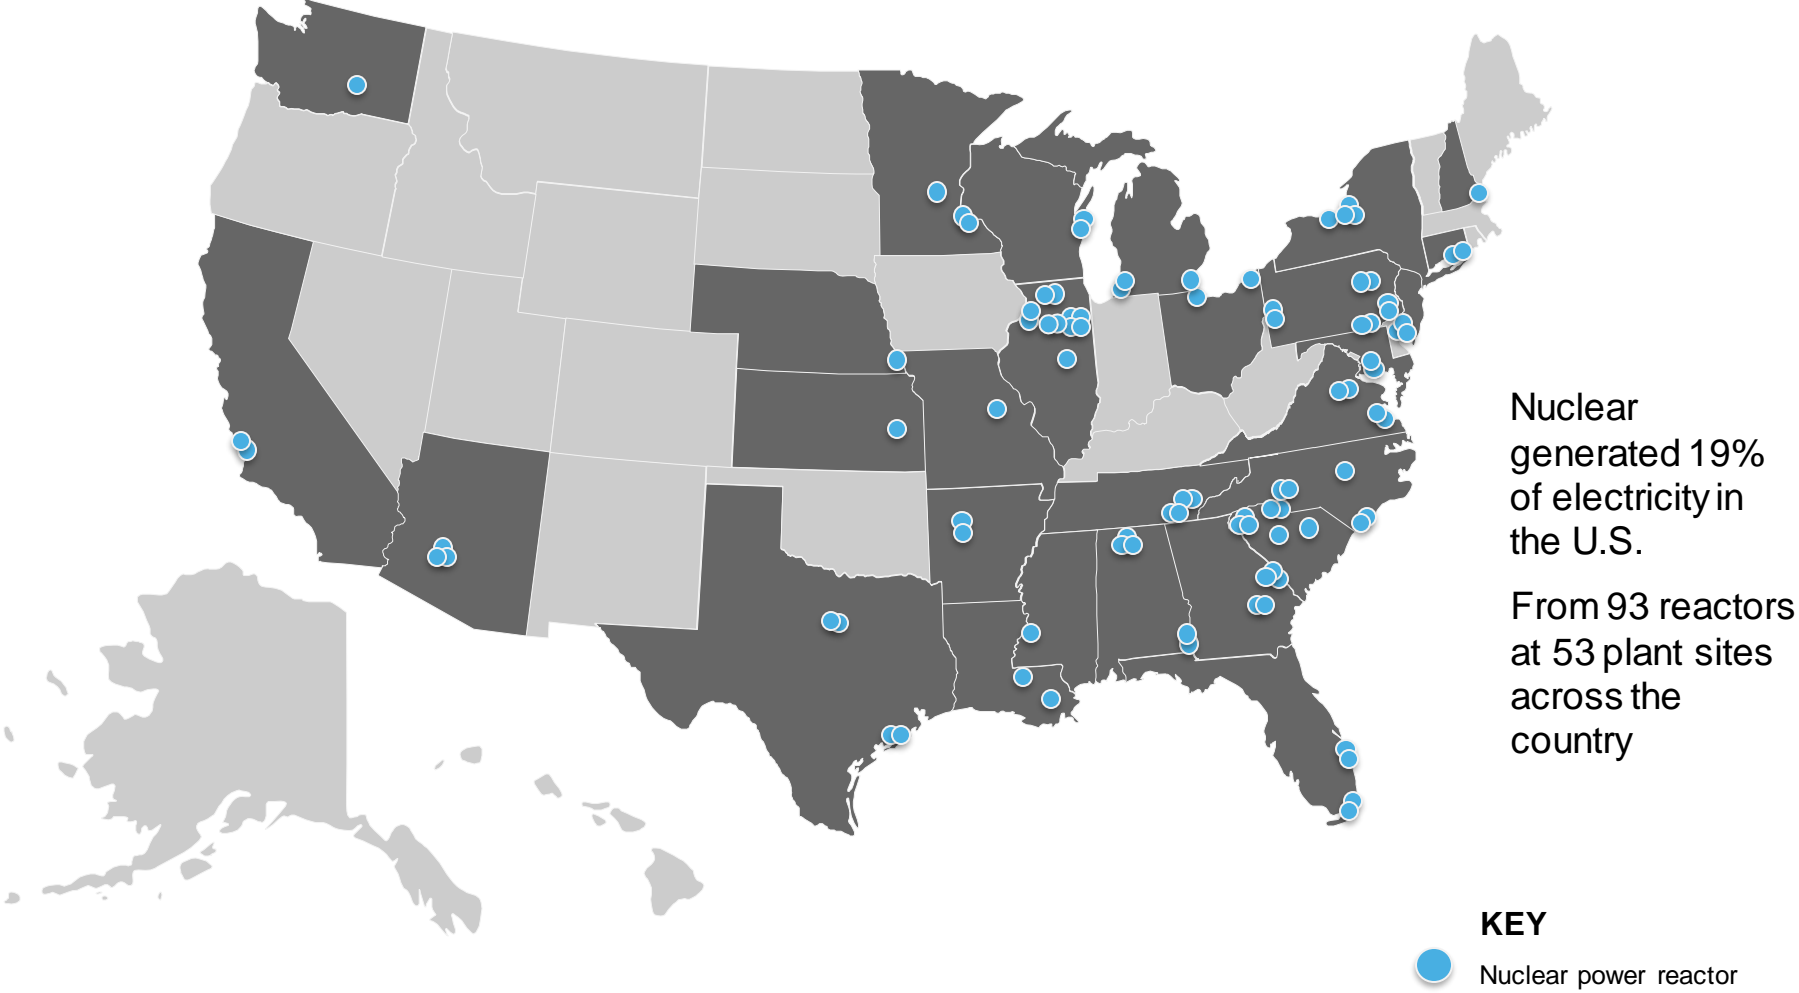 Nuclear
generated 19%
of electricity in
the U.S.
From 93 reactors
at 53 plant sites
across the
country
KEY
Nuclear power reactor